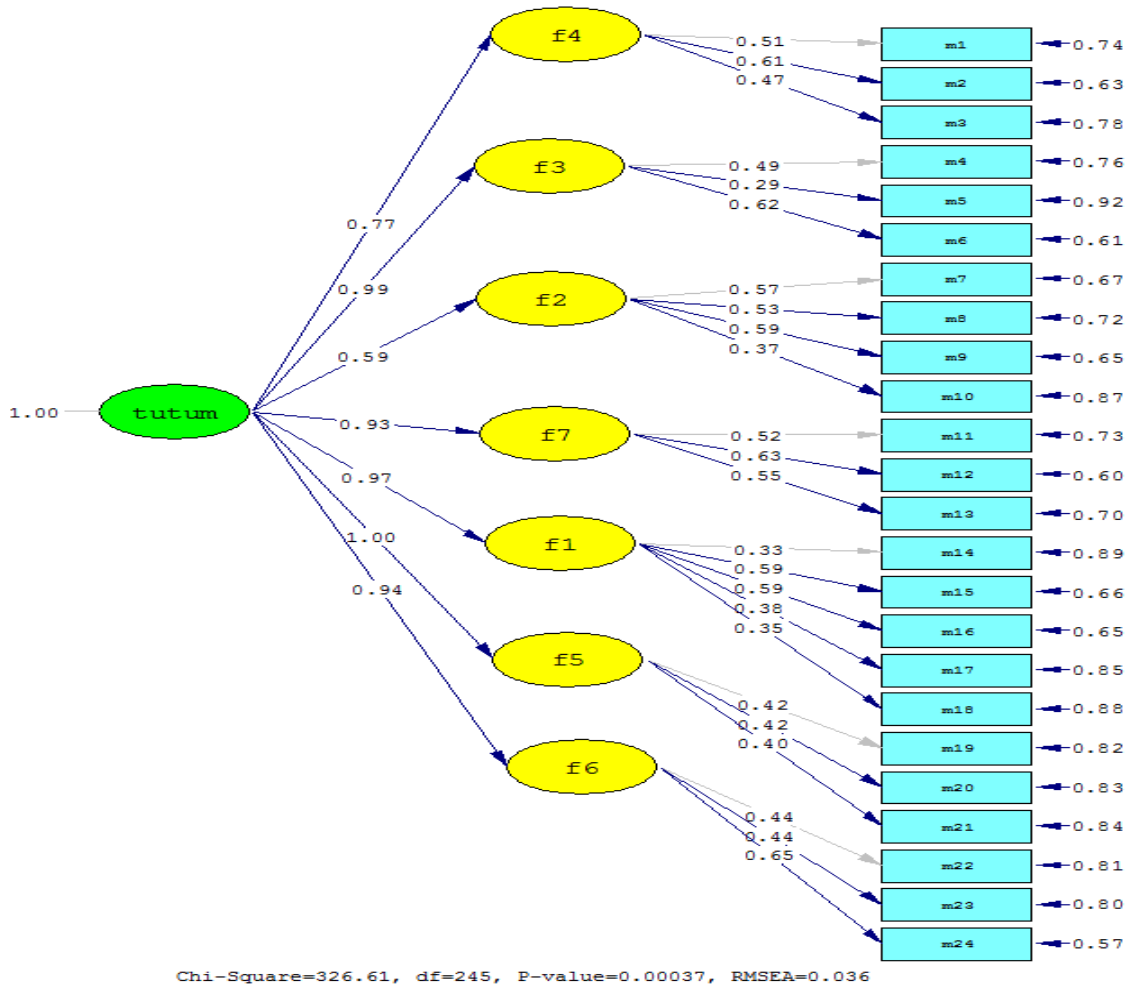 f4
0.51
m1
0.74
0.61
m2
0.63
0.47
m3
0.78
f3
0.49
m4
0.76
0.29
m5
0.92
0.62
m6
0.61
0.77
0.99
f2
0.57
m7
0.67
0.53
m8
0.72
0.59
m9
0.65
0.37
m10
0.87
0.59
1.00
tutum
0.93
f7
0.52
m11
0.73
0.63
m12
0.60
0.55
m13
0.70
0.97
f1
0.33
m14
0.89
0.59
m15
0.66
0.59
m16
0.65
0.38
m17
0.85
0.35
m18
0.88
1.00
0.94
f5
0.42
m19
0.82
0.42
m20
0.83
0.40
m21
0.84
f6
0.44
m22
0.81
0.44
m23
0.80
0.65
m24
0.57
Chi-Square=326.61, df=245, P-value=0.00037, RMSEA=0.036